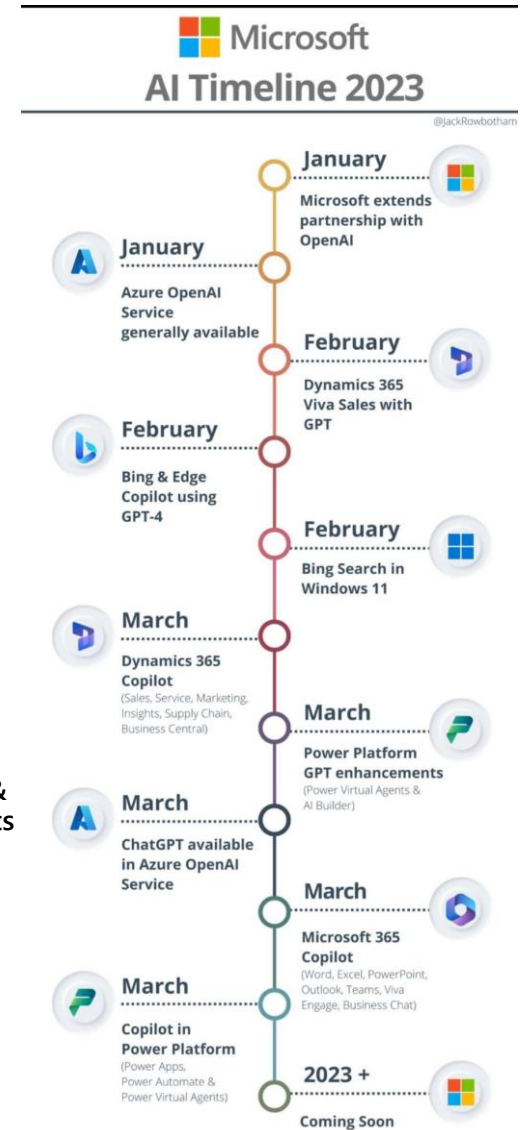 Microsoft
AI Timeline 2023
@JackRowbotham
January
Microsoft extends
partnership with
OpenAI
January
Azure OpenAI
Service
generally available
February
Dynamics 365
Viva Sales with
GPT
February
Bing & Edge
Copilot using
GPT-4
February
Bing Search in
Windows 11
March
Dynamics 365
Copilot
(Sales, Service, Marketing,
Insights, Supply Chain,
Business Central)
March
Power Platform
GPT enhancements
(Power Virtual Agents &
AI Builder)
&
ts
March
ChatGPT available
in Azure OpenAI
Service
March
Microsoft 365
Copilot
(Word, Excel, PowerPoint,
Outlook, Teams, Viva
Engage, Business Chat)
March
Copilot in
Power Platform
(Power Apps,
Power Automate &
Power Virtual Agents)
2023 +
Coming Soon